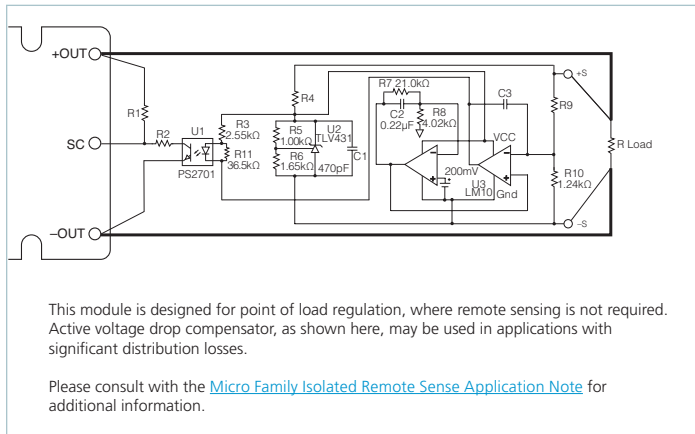 +OUT
SC
–OUT
R1
R2
U1
PS2701
R3
2.55kΩ
R11
36.5kΩ
R4
R5
1.00kΩ
R6
1.65kΩ
U2
TLV431
470pF
C1
R7 21.0kΩ
C2
0.22µF
R8
4.02kΩ
C3
VCC
200mV
U3
LM10
Gnd
R9
R10
1.24kΩ
+S
–S
R Load
This module is designed for point of load regulation, where remote sensing is not required.
Active voltage drop compensator, as shown here, may be used in applications with
significant distribution losses.
Please consult with the Micro Family Isolated Remote Sense Application Note for
additional information.